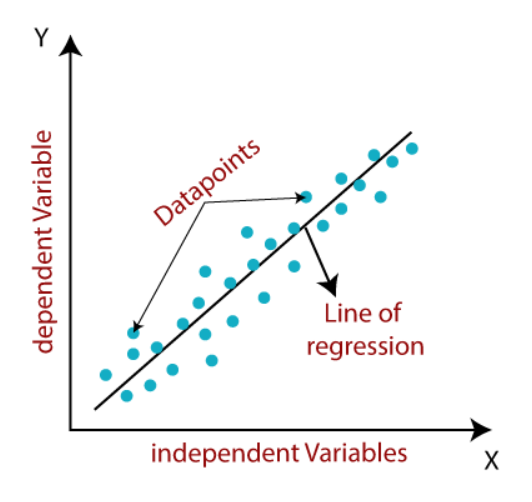 Y
dependent Variable
Datapoints
Line of
regression
independent Variables
X